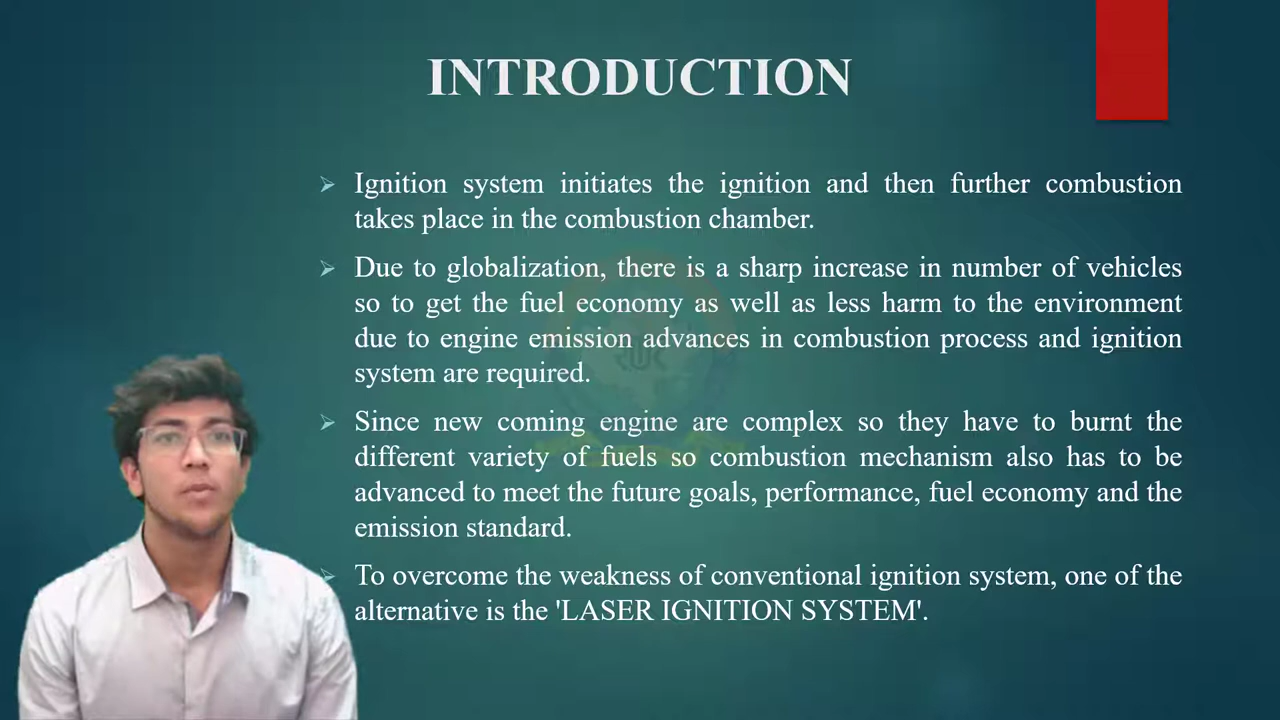 INTRODUCTION
Ignition system initiates the ignition and then further combustion
takes place in the combustion chamber.
Due to globalization, there is a sharp increase in number of vehicles
so to get the fuel economy as well as less harm to the environment
due to engine emission advances in combustion process and ignition
system are required.
Since new coming engine are complex so they have to burnt the
different variety of fuels so combustion mechanism also has to be
advanced to meet the future goals, performance, fuel economy and the
emission standard.
To overcome the weakness of conventional ignition system, one of the
alternative is the 'LASER IGNITION SYSTEM'.